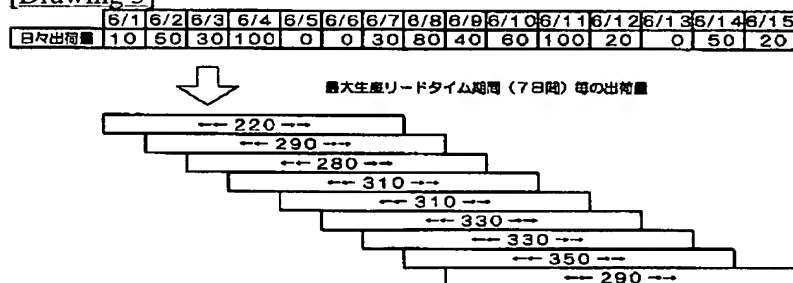 [Drawing 3]
6/1 6/2 6/3 6/4 6/5 6/6 6/7 6/8 6/9 6/10 6/11 6/12 6/13 6/14 6/15
日々出荷量 10 50 30 100 0 0 30 80 40 60 100 20 0 50 20
最大生産リードタイム期間（7日間）毎の出荷量
←← 220 →→
←← 290 →→
←← 280 →→
←← 310 →→
←← 310 →→
←← 330 →→
←← 330 →→
←← 350 →→
←← 290 →→